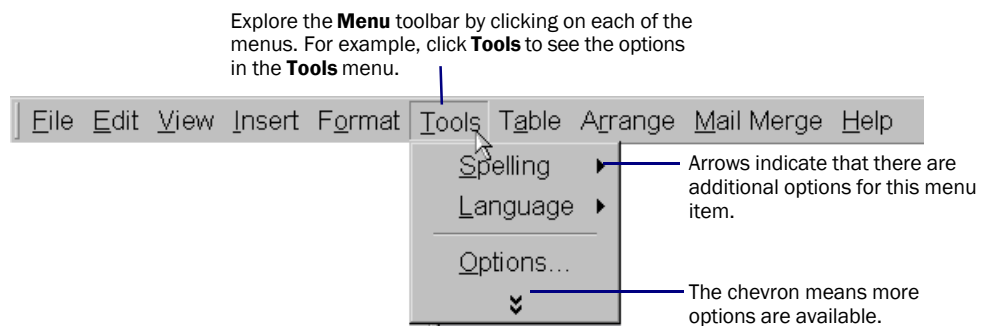 Explore the Menu toolbar by clicking on each of the
menus. For example, click Tools to see the options
in the Tools menu.
File Edit View Insert Format Tools Table Arrange Mail Merge Help
Spelling
Arrows indicate that there are
additional options for this menu
item.
Language
Options...
The chevron means more
options are available.